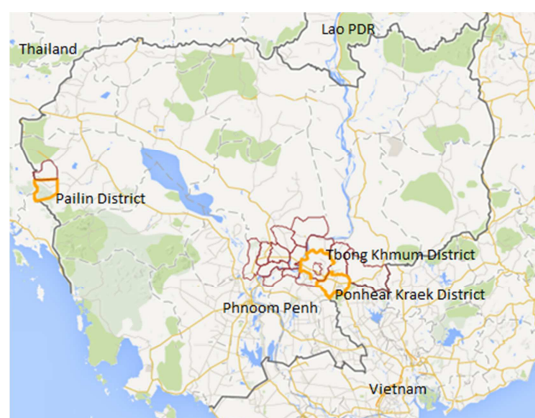 Lao PDR
Thailand
Pailin District
Tbong Khmum District
Ponhear Kraek District
Phnoom Penh
Vietnam